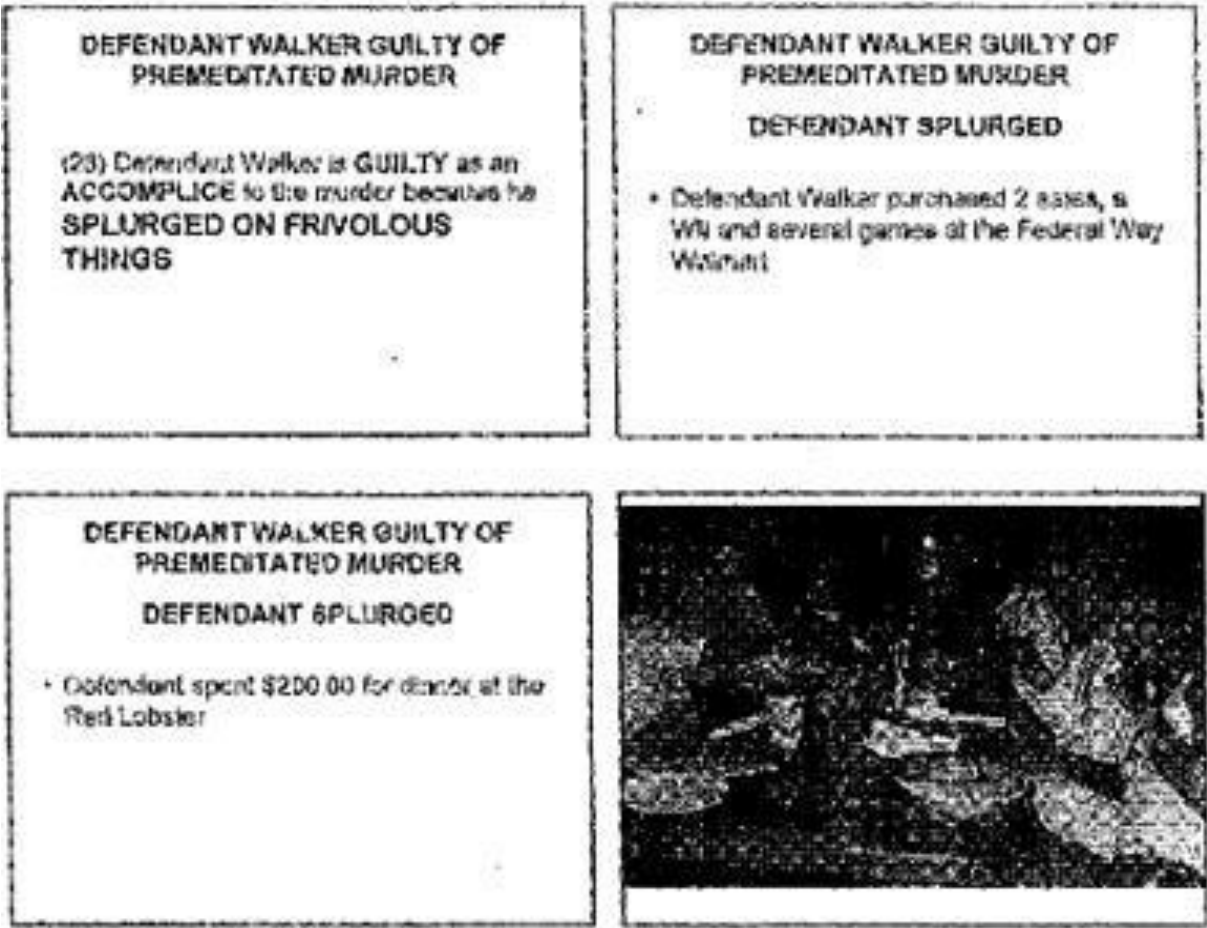 DEFENDANT WALKER GUILTY OF
PREMEDITATED MURDER
(23) Defendant Walker is GUILTY as an
ACCOMPLICE to the murder because he
SPLURGED ON FRIVOLOUS
THINGS
DEFENDANT WALKER GUILTY OF
PREMEDITATED MURDER
DEFENDANT SPLURGED
• Defendant Walker purchased 2 safes, a
Wii and several games at the Federal Way
Walmart
DEFENDANT WALKER GUILTY OF
PREMEDITATED MURDER
DEFENDANT SPLURGED
• Defendant spent $200.00 for dinner at the
Red Lobster